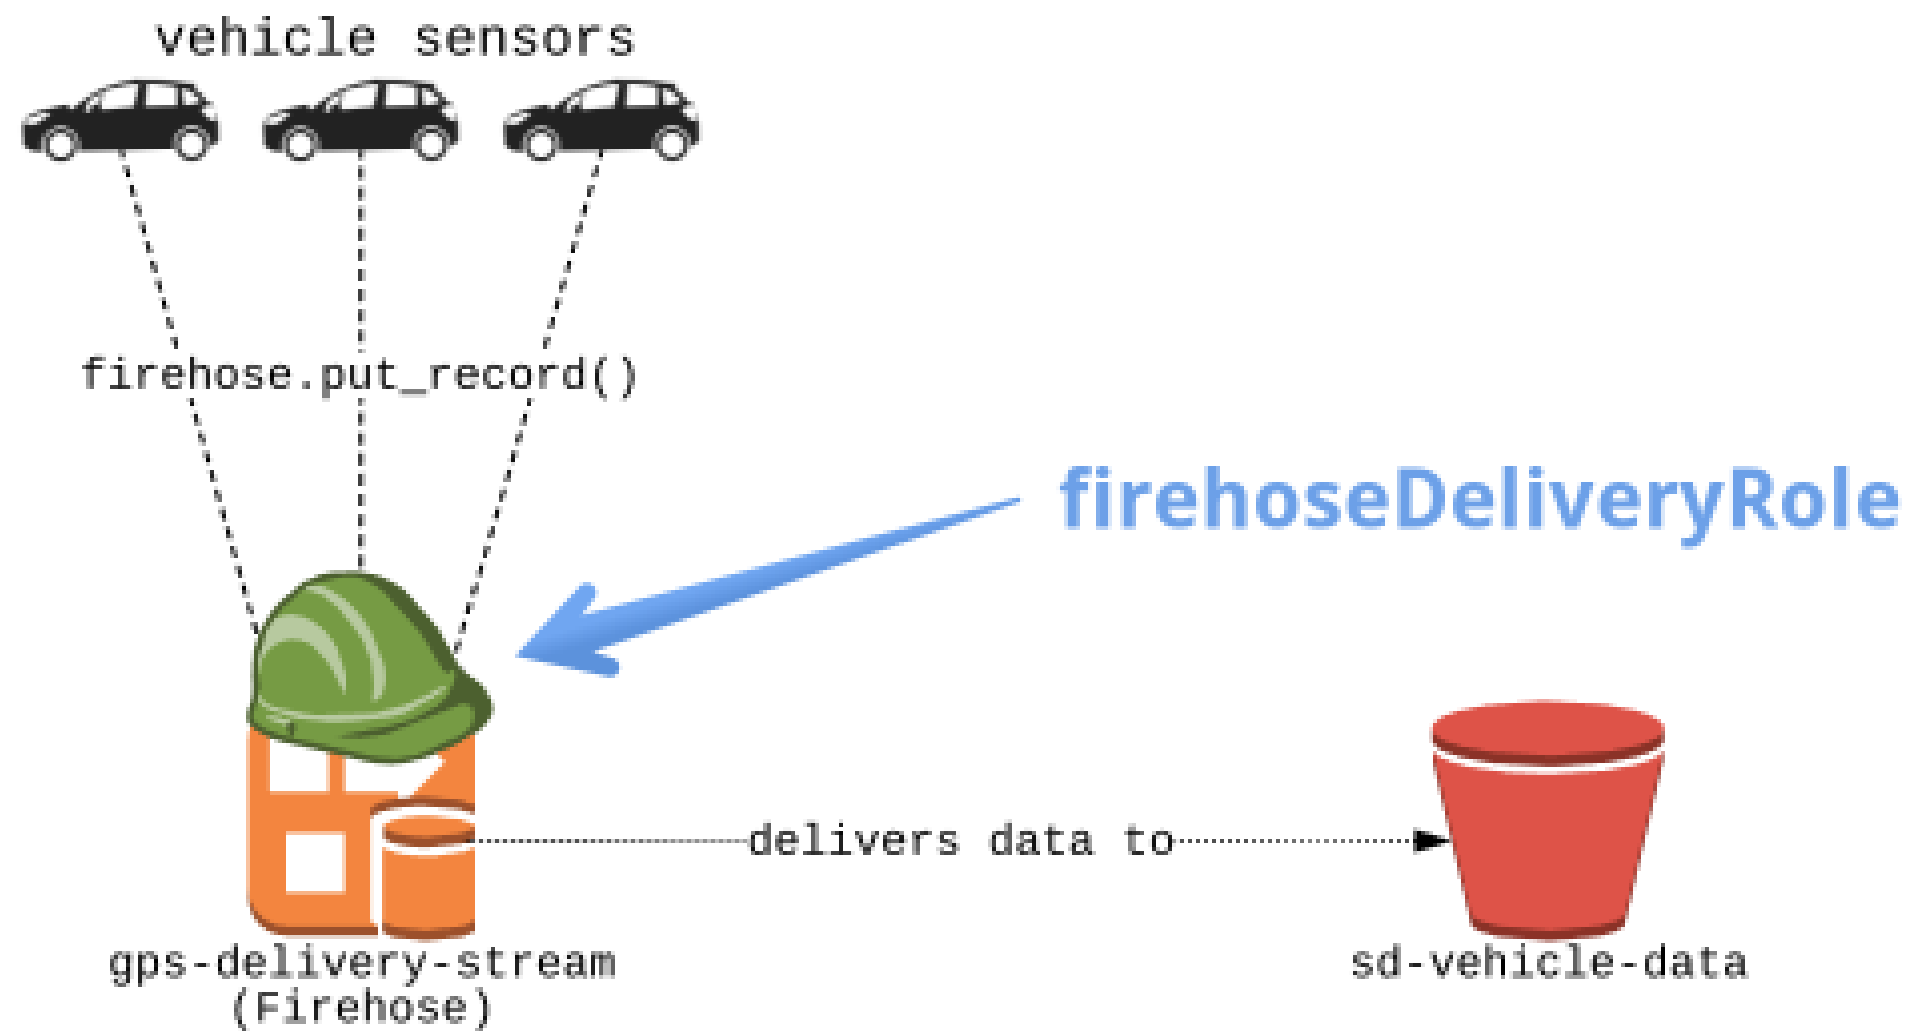 vehicle sensors
firehose.put_record()
firehoseDeliveryRole
delivers data to
gps-delivery-stream
(Firehose)
sd-vehicle-data